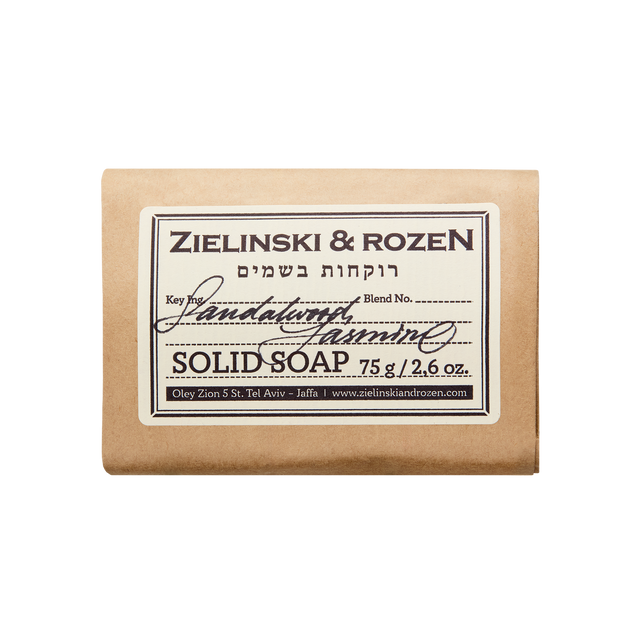 ZIELINSKI & ROZEN
רוקחות בשמים
Key Ing. Blend No.
Sandalwood,
Jasmine
SOLID SOAP 75 g / 2,6 oz.
Oley Zion 5 St. Tel Aviv – Jaffa | www.zielinskiandrozen.com